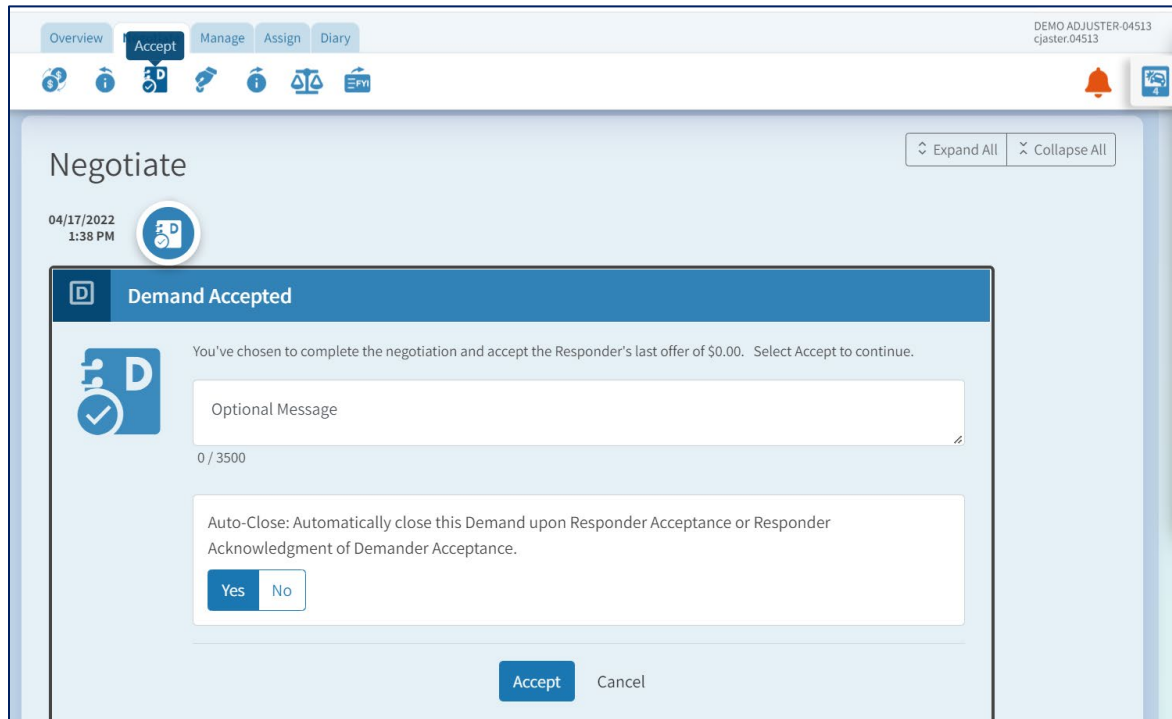 DEMO ADJUSTER-04513
cjaster.04513
Overview
Manage
Assign
Diary
Accept
D
FYI
4
Negotiate
Expand All
Collapse All
04/17/2022
1:38 PM
D
D
Demand Accepted
D
You've chosen to complete the negotiation and accept the Responder's last offer of $0.00. Select Accept to continue.
Optional Message
0 / 3500
Auto-Close: Automatically close this Demand upon Responder Acceptance or Responder
Acknowledgment of Demander Acceptance.
Yes
No
Accept
Cancel